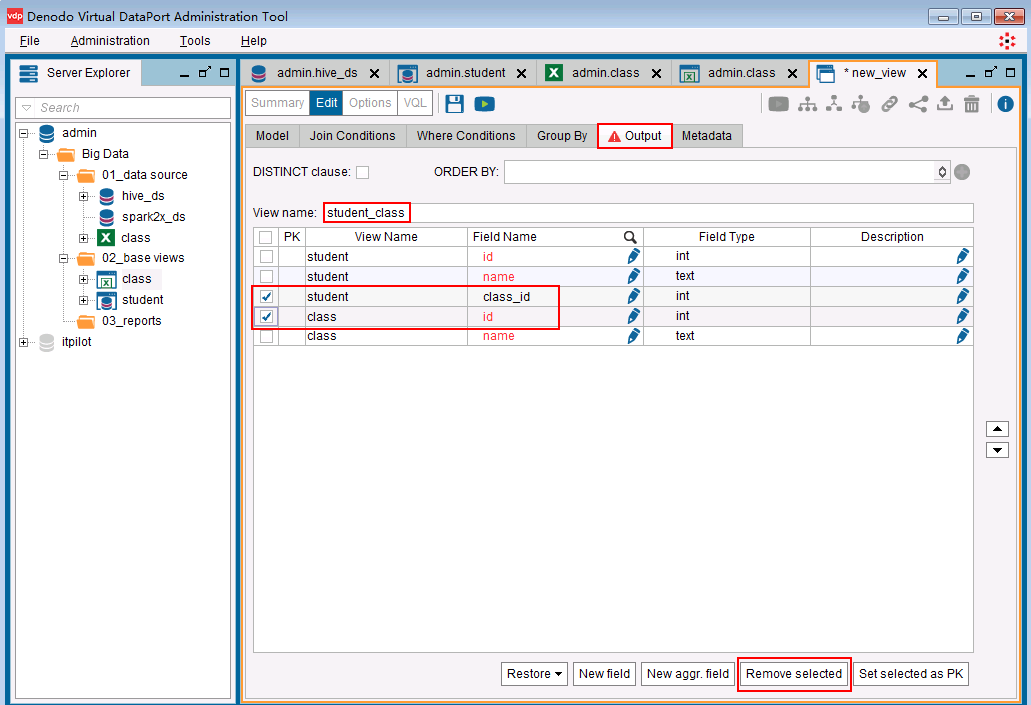 vdp Denodo Virtual DataPort Administration Tool
File Administration Tools Help
Server Explorer
Search
admin
Big Data
01_data source
hive_ds
spark2x_ds
class
02_base views
class
student
03_reports
itpilot
admin.hive_ds admin.student admin.class admin.class * new_view
Summary Edit Options VQL
Model Join Conditions Where Conditions Group By Output Metadata
DISTINCT clause: ORDER BY:
View name: student_class
PK View Name Field Name Field Type Description
student id int
student name text
student class_id int
class id int
class name text
Restore New field New aggr. field Remove selected Set selected as PK